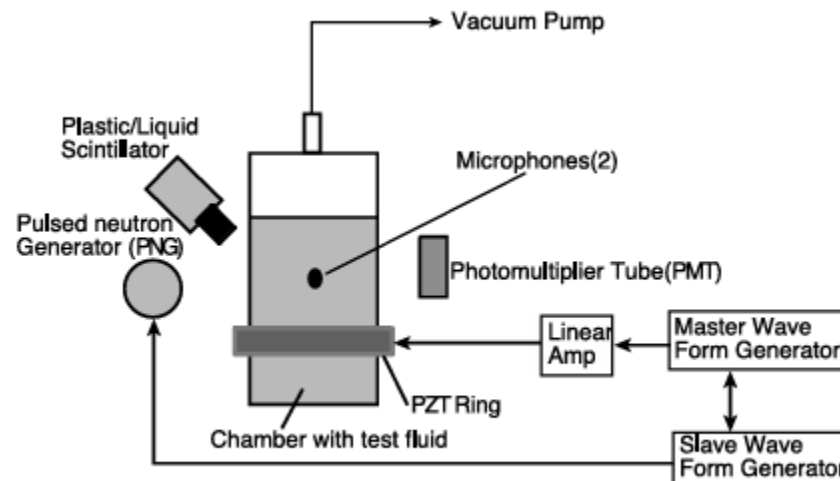 Vacuum Pump
Plastic/Liquid
Scintillator
Microphones(2)
Pulsed neutron
Generator (PNG)
Photomultiplier Tube(PMT)
Linear
Amp
Master Wave
Form Generator
PZT Ring
Chamber with test fluid
Slave Wave
Form Generator